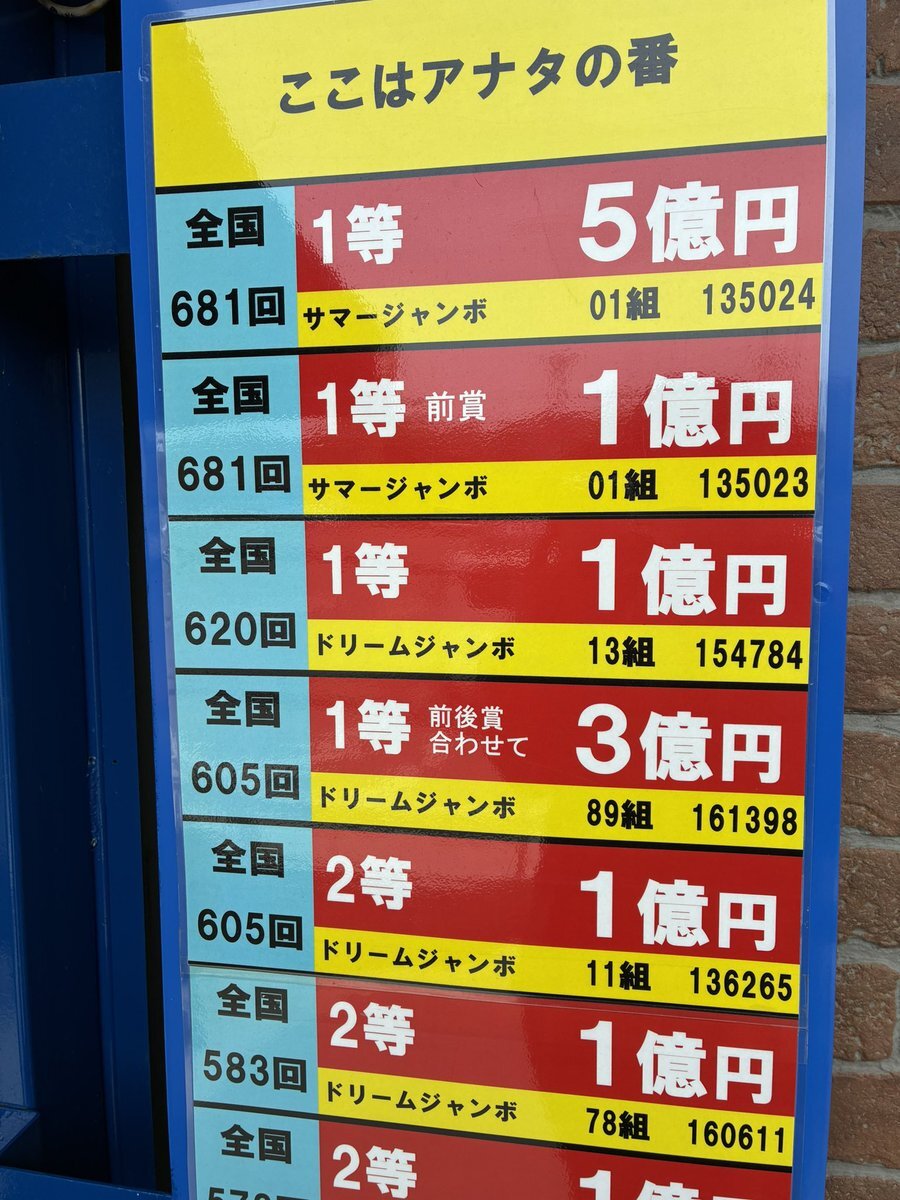 ここはアナタの番
全国 1等 5億円
681回 サマージャンボ 01組 135024
全国 1等 前賞 1億円
681回 サマージャンボ 01組 135023
全国 1等 1億円
620回 ドリームジャンボ 13組 154784
全国 1等 前後賞 合わせて 3億円
605回 ドリームジャンボ 89組 161398
全国 2等 1億円
605回 ドリームジャンボ 11組 136265
全国 2等 1億円
583回 ドリームジャンボ 78組 160611
全国 2等